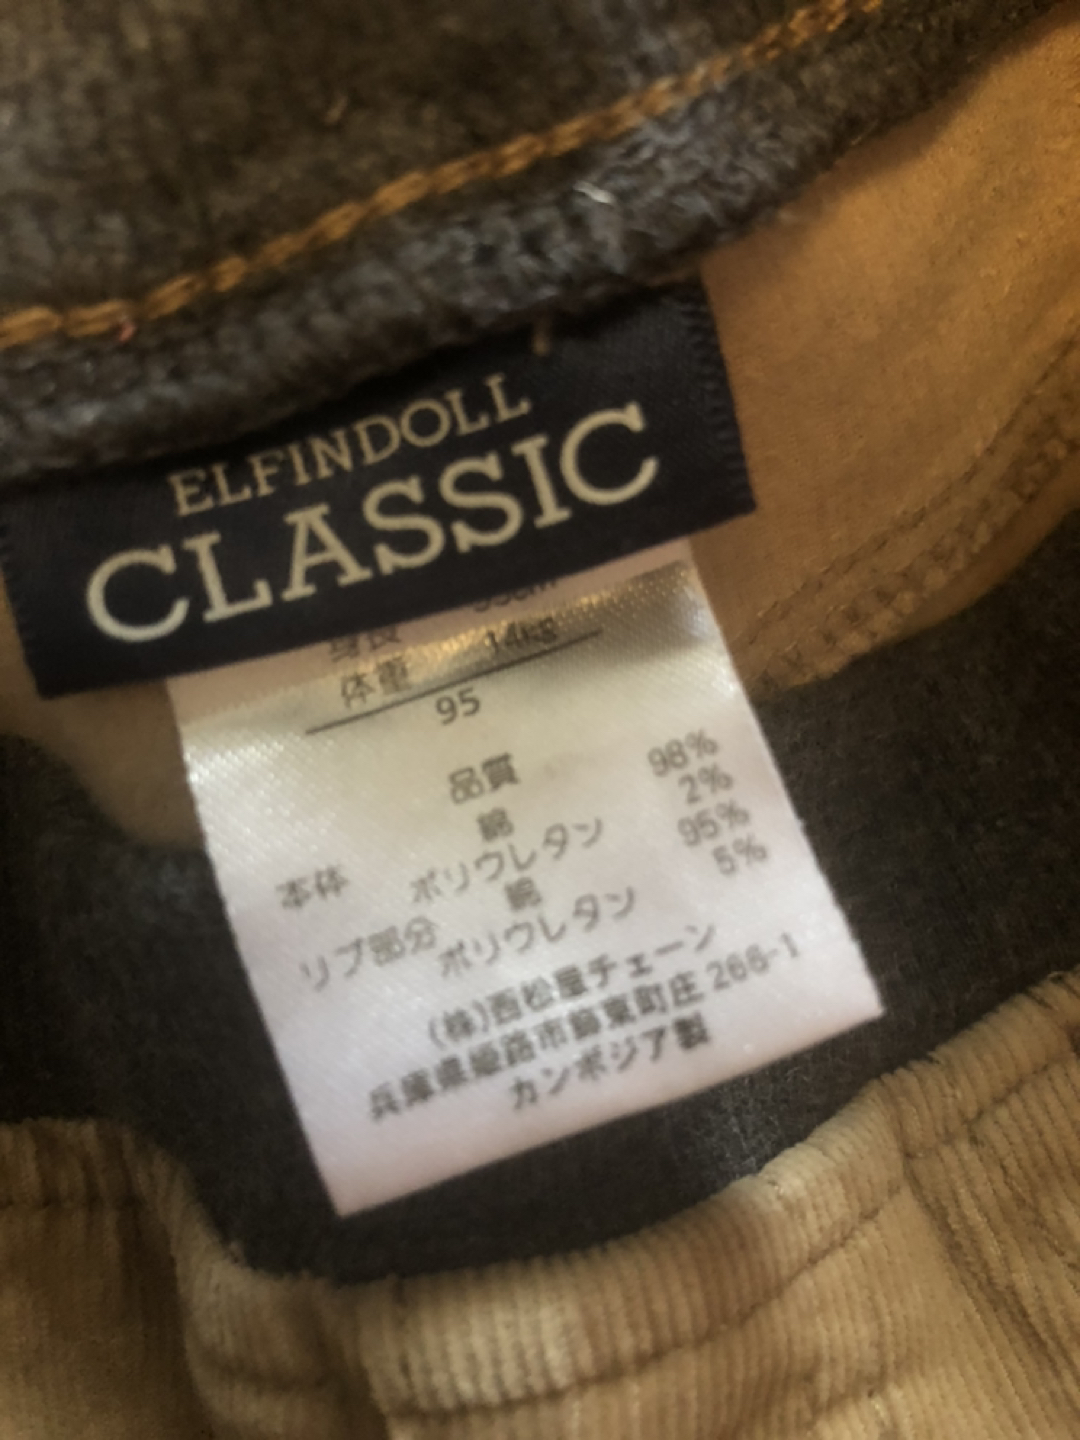 ELFINDOLL
CLASSIC
身長 95cm
体重 14kg
95
品質
本体 綿 98%
ポリウレタン 2%
リブ部分 綿 95%
ポリウレタン 5%
(株)西松屋チェーン
兵庫県姫路市飾東町庄 266-1
カンボジア製